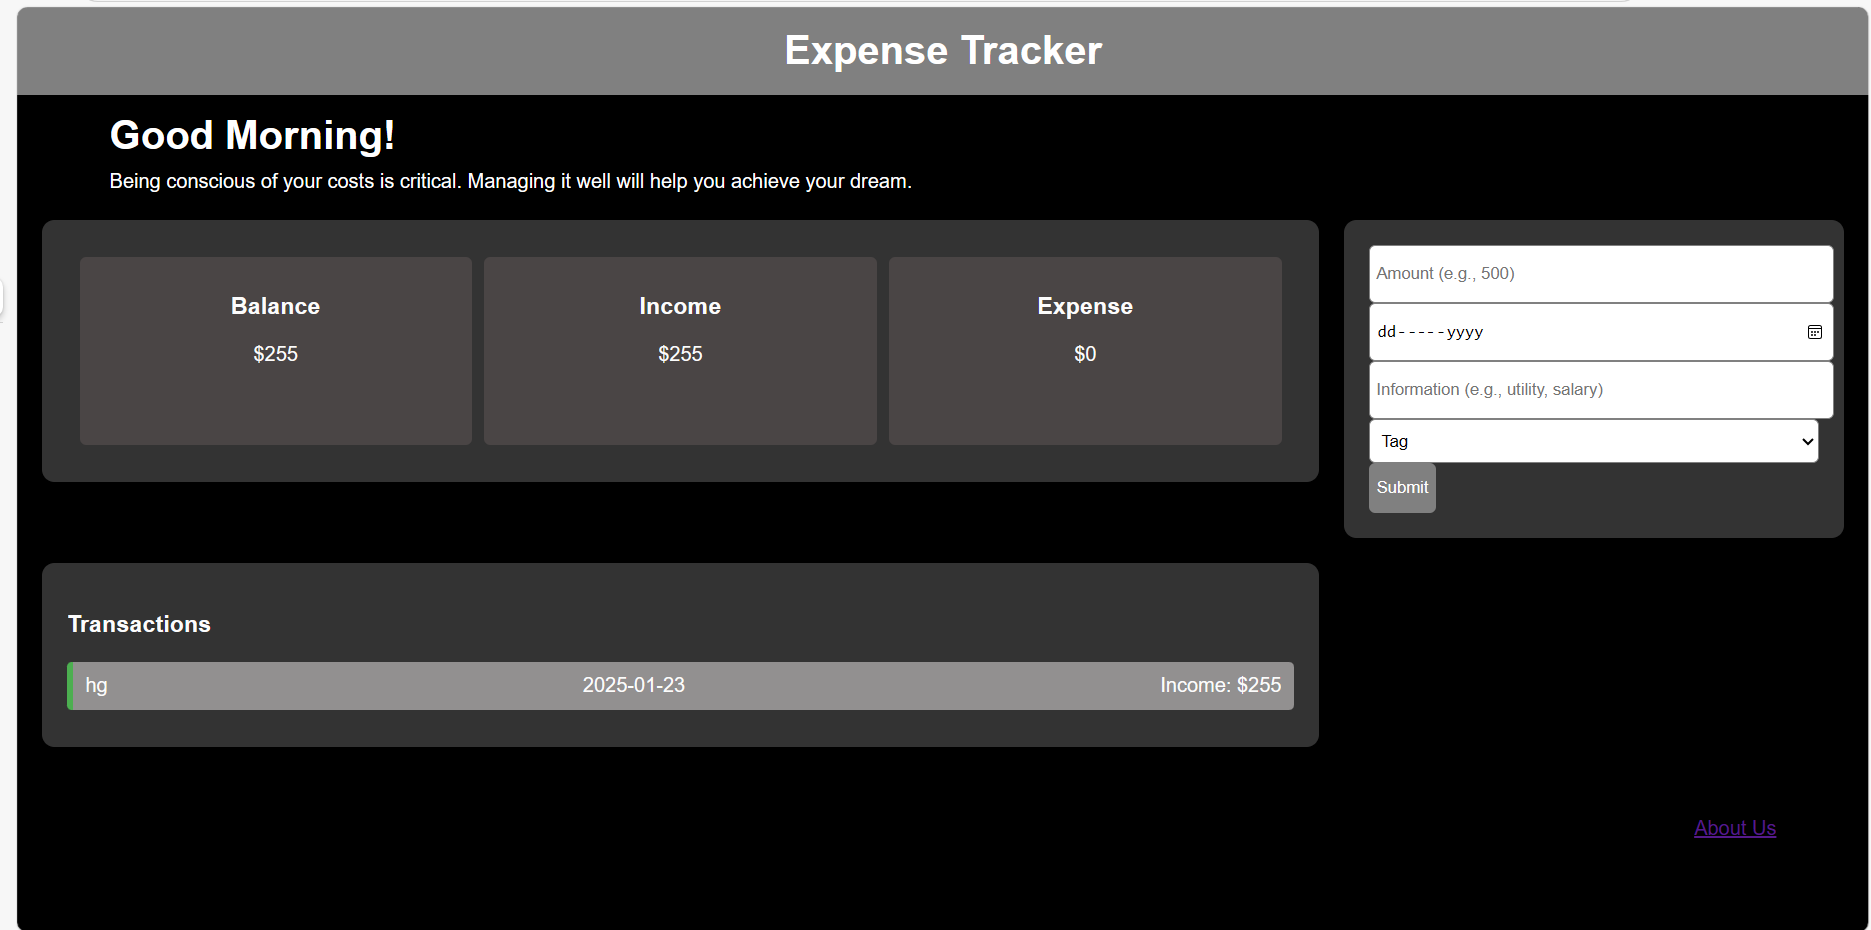 Expense Tracker
Good Morning!
Being conscious of your costs is critical. Managing it well will help you achieve your dream.
Balance
$255
Income
$255
Expense
$0
Amount (e.g., 500)
dd-----yyyy
Information (e.g., utility, salary)
Tag
Submit
Transactions
hg 2025-01-23 Income: $255
About Us